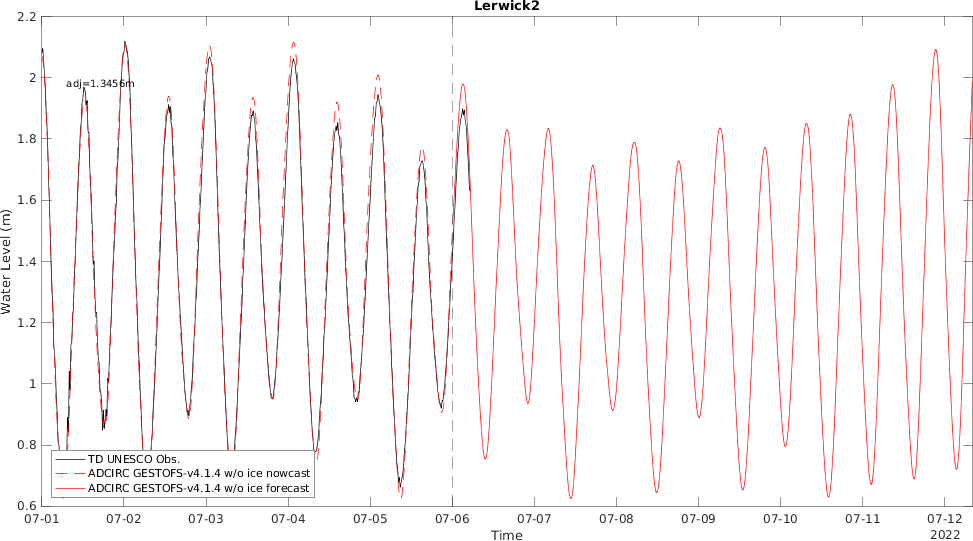 Lerwick2
2.2
2
1.8
1.6
1.4
1.2
1
0.8
0.6
Water Level (m)
adj=1.3456m
TD UNESCO Obs.
ADCIRC GESTOFS-v4.1.4 w/o ice nowcast
ADCIRC GESTOFS-v4.1.4 w/o ice forecast
07-01 07-02 07-03 07-04 07-05 07-06 07-07 07-08 07-09 07-10 07-11 07-12
Time 2022